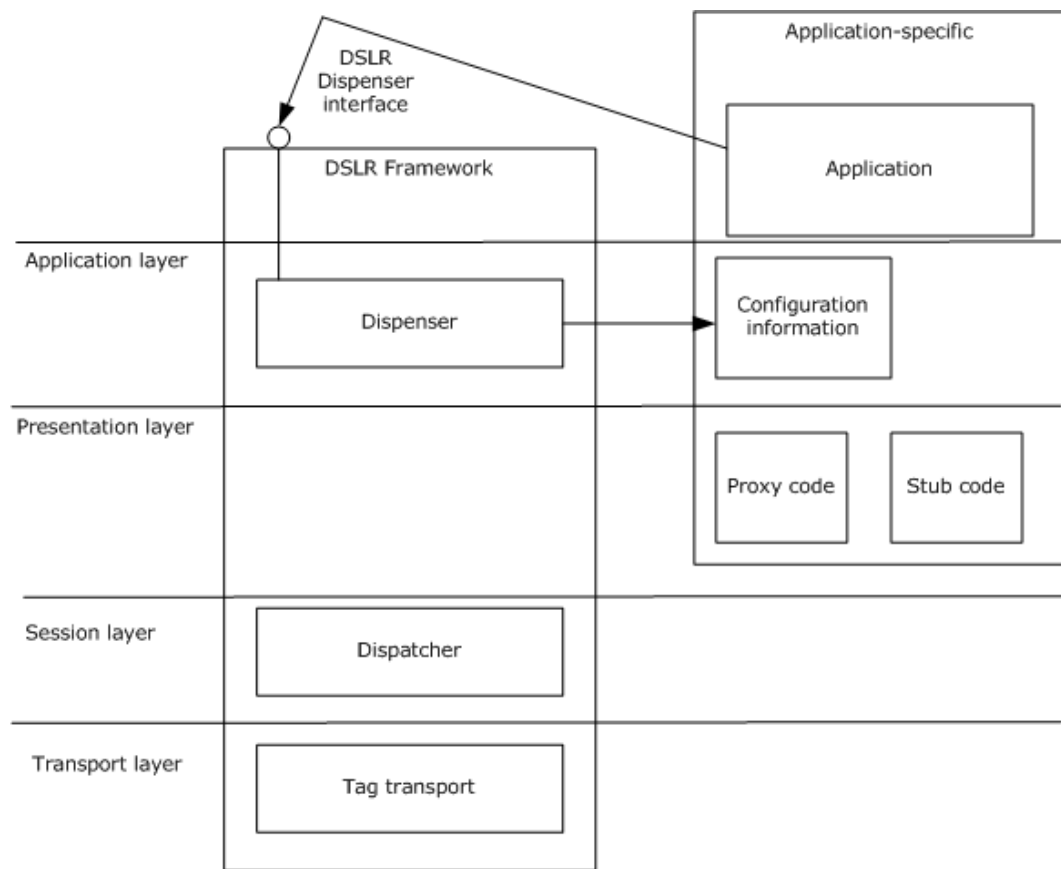 Application-specific
DSLR
Dispenser
interface
DSLR Framework
Application
Application layer
Dispenser
Configuration
information
Presentation layer
Proxy code
Stub code
Session layer
Dispatcher
Transport layer
Tag transport